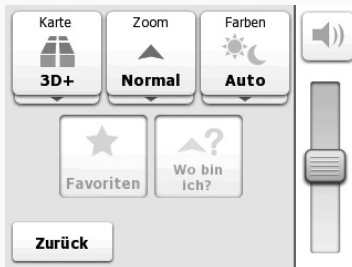 Karte
Zoom
Farben
3D+
Normal
Auto
Favoriten
?
Wo bin
ich?
Zurück